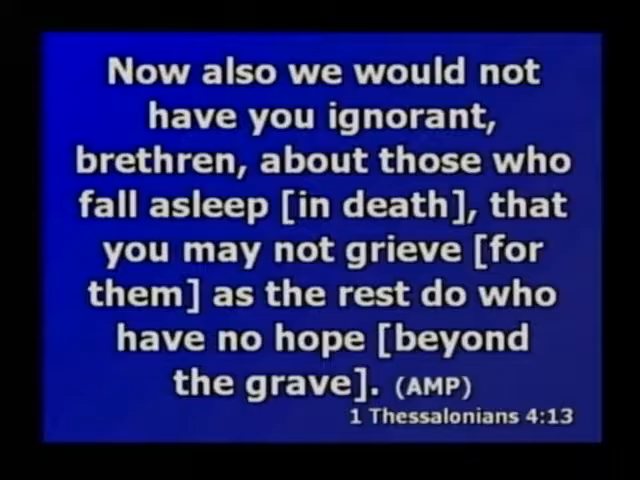 Now also we would not
have you ignorant,
brethren, about those who
fall asleep [in death], that
you may not grieve [for
them] as the rest do who
have no hope [beyond
the grave]. (AMP)
1 Thessalonians 4:13